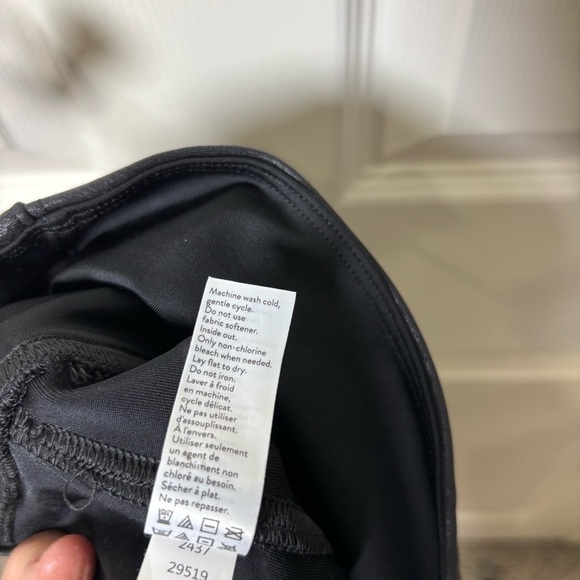 Machine wash cold,
gentle cycle.
Do not use
fabric softener.
Inside out.
Only non-chlorine
bleach when needed.
Lay flat to dry.
Do not iron.
Laver à froid
en machine,
cycle délicat.
Ne pas utiliser
d'assouplissant.
À l'envers.
Utiliser seulement
un agent de
blanchiment non
chloré au besoin.
Sécher à plat.
Ne pas repasser.
2437
29519